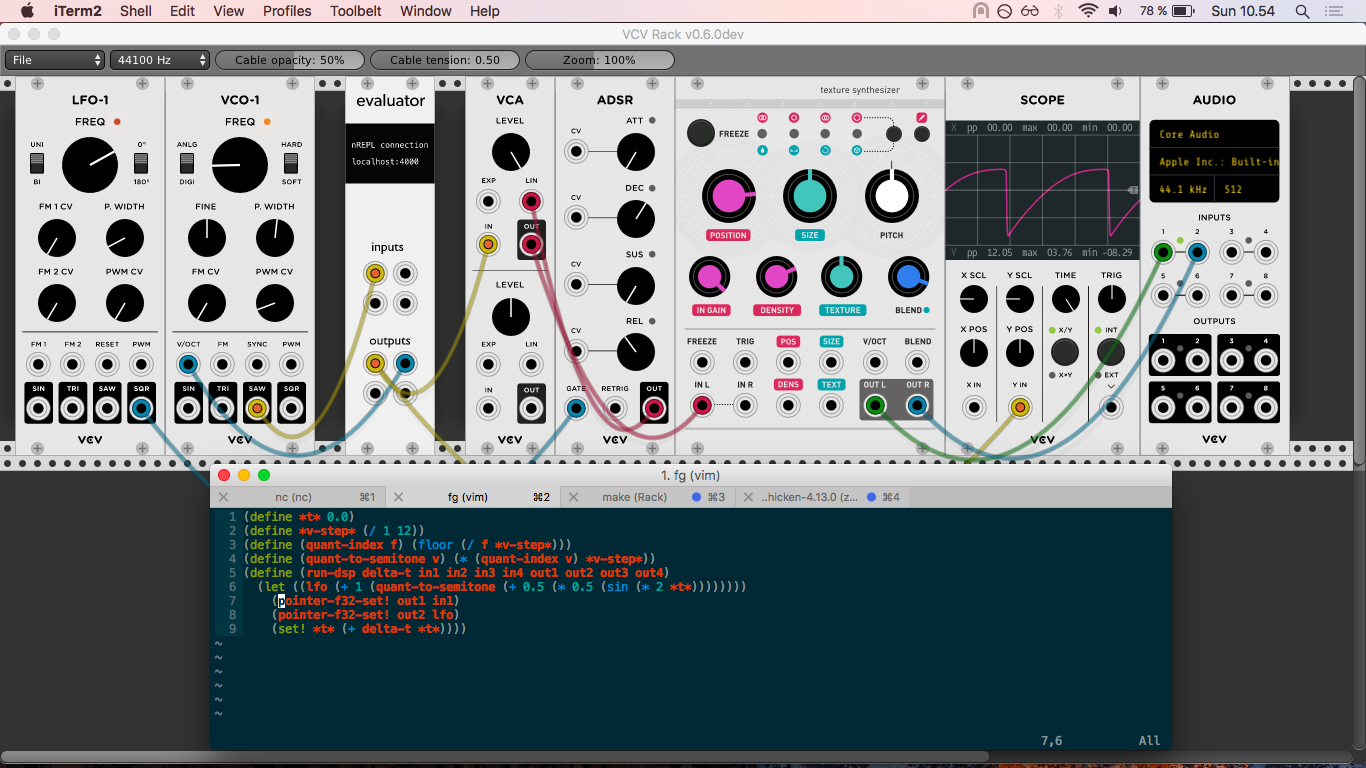 iTerm2 Shell Edit View Profiles Toolbelt Window Help 78 % Sun 10.54
VCV Rack v0.6.0dev
File 44100 Hz Cable opacity: 50% Cable tension: 0.50 Zoom: 100%
LFO-1
FREQ
UNI 0°
BI 180°
FM 1 CV P. WIDTH
FM 2 CV PWM CV
FM 1 FM 2 RESET PWM
SIN TRI SAW SQR
VCV
VCO-1
FREQ
ANLG HARD
DIGI SOFT
FINE P. WIDTH
FM CV PWM CV
V/OCT FM SYNC PWM
SIN TRI SAW SQR
VCV
evaluator
nREPL connection
localhost:4000
inputs
outputs
VCA
LEVEL
EXP LIN
IN OUT
LEVEL
EXP LIN
IN OUT
VCV
ADSR
ATT
CV
DEC
CV
SUS
CV
REL
CV
GATE RETRIG OUT
VCV
texture synthesizer
FREEZE
POSITION SIZE PITCH
IN GAIN DENSITY TEXTURE BLEND
FREEZE TRIG POS SIZE V/OCT BLEND
IN L IN R DENS TEXT OUT L OUT R
SCOPE
X pp 00.00 max 00.00 min 00.00
T
Y pp 12.05 max 03.76 min -08.29
X SCL Y SCL TIME TRIG
X POS Y POS X/Y INT
X×Y EXT
X IN Y IN
VCV
AUDIO
Core Audio
Apple Inc.: Built-in
44.1 kHz 512
INPUTS
1 2 3 4
5 6 7 8
OUTPUTS
1 2 3 4
5 6 7 8
VCV
1. fg (vim)
nc (nc) ⌘1 fg (vim) ⌘2 make (Rack) ⌘3 ..hicken-4.13.0 (z... ⌘4
1 (define *t* 0.0)
2 (define *v-step* (/ 1 12))
3 (define (quant-index f) (floor (/ f *v-step*)))
4 (define (quant-to-semitone v) (* (quant-index v) *v-step*))
5 (define (run-dsp delta-t in1 in2 in3 in4 out1 out2 out3 out4)
6 (let ((lfo (+ 1 (quant-to-semitone (+ 0.5 (* 0.5 (sin (* 2 *t*))))))))
7 (pointer-f32-set! out1 in1)
8 (pointer-f32-set! out2 lfo)
9 (set! *t* (+ delta-t *t*))))
~
~
~
~
~
~
7,6 All